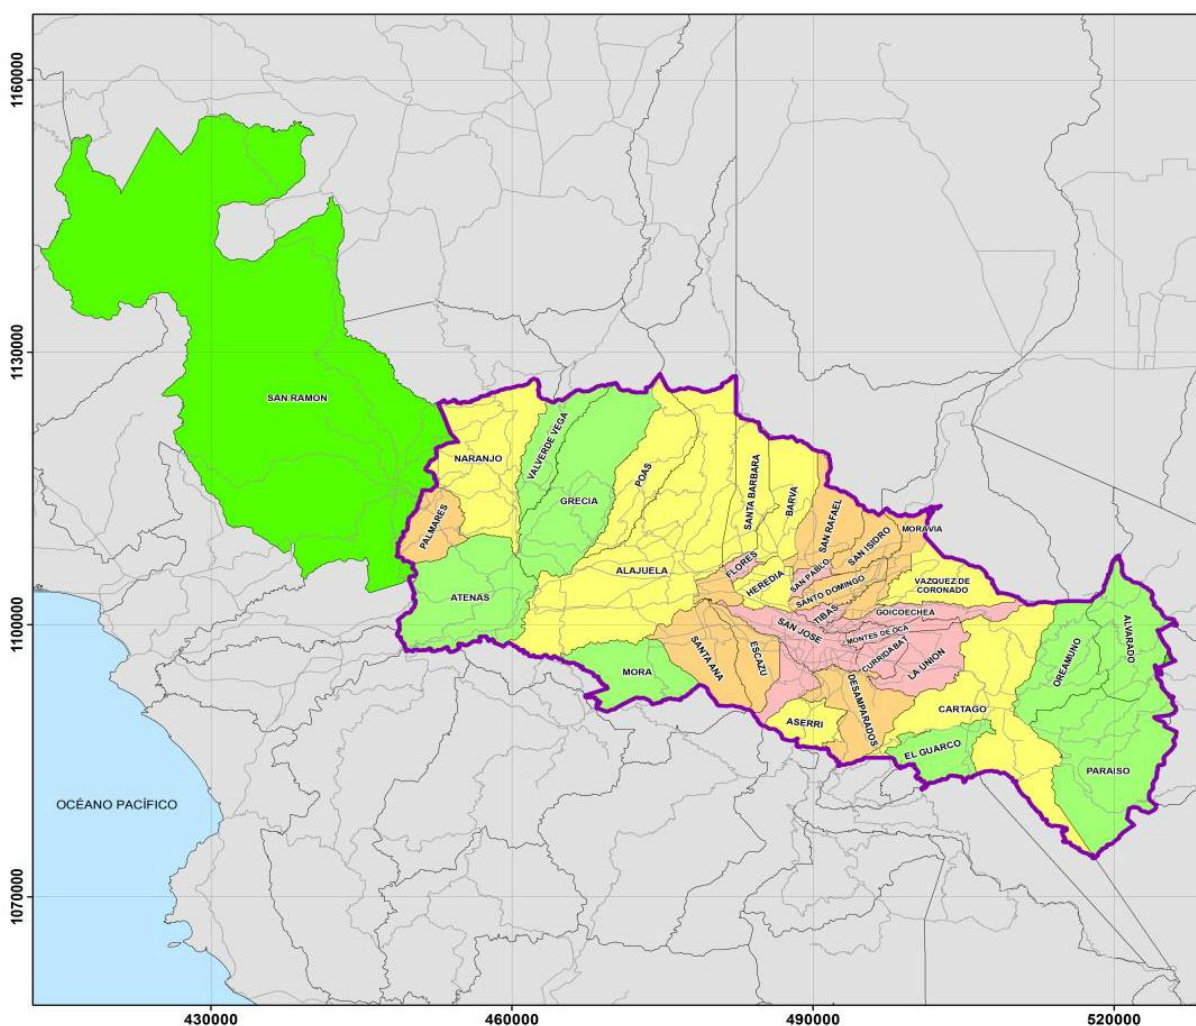 1160000
1130000
1100000
1070000
SAN RAMON
NARANJO
VALVERDE VEGA
GRECIA
POAS
SANTA BARBARA
BARVA
SAN RAFAEL
SAN ISIDRO
MORAVIA
PALMARES
ATENAS
ALAJUELA
FLORES
HEREDIA
SAN PABLO
SANTO DOMINGO
VAZQUEZ DE
CORONADO
TIBAS
GOICOECHEA
SAN JOSE
MONTES DE OCA
CURRIDABAT
LA UNION
MORA
SANTA ANA
ESCAZU
DESAMPARADOS
ASERRI
CARTAGO
EL GUARCO
OREAMUNO
ALVARADO
PARAISO
OCÉANO PACÍFICO
430000
460000
490000
520000